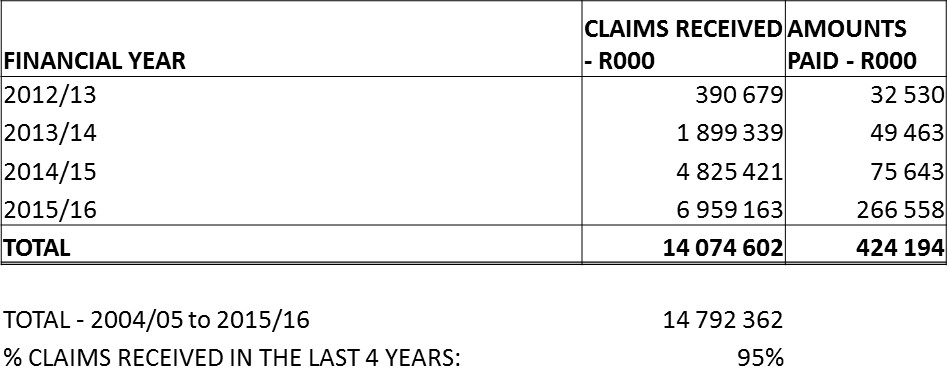 FINANCIAL YEAR CLAIMS RECEIVED - R000 AMOUNTS PAID - R000
2012/13 390 679 32 530
2013/14 1 899 339 49 463
2014/15 4 825 421 75 643
2015/16 6 959 163 266 558
TOTAL 14 074 602 424 194
TOTAL - 2004/05 to 2015/16 14 792 362
% CLAIMS RECEIVED IN THE LAST 4 YEARS: 95%